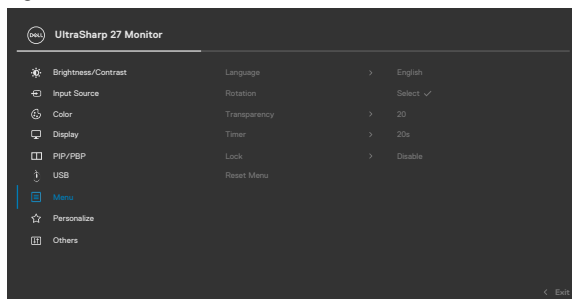 DELL UltraSharp 27 Monitor
Brightness/Contrast Language > English
Input Source Rotation Select ✓
Color Transparency > 20
Display Timer > 20s
PIP/PBP Lock > Disable
USB Reset Menu
Menu
Personalize
Others
< Exit